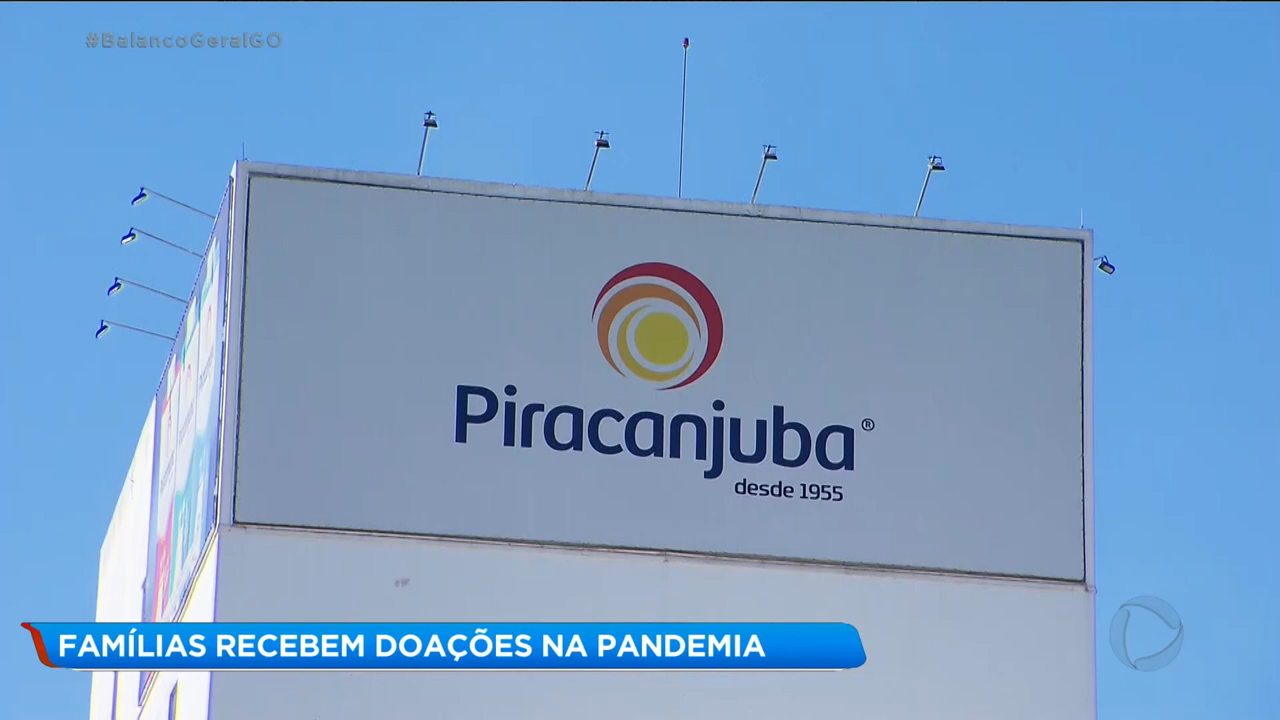 #BalancoGeralGO
Piracanjuba®
desde 1955
FAMÍLIAS RECEBEM DOAÇÕES NA PANDEMIA